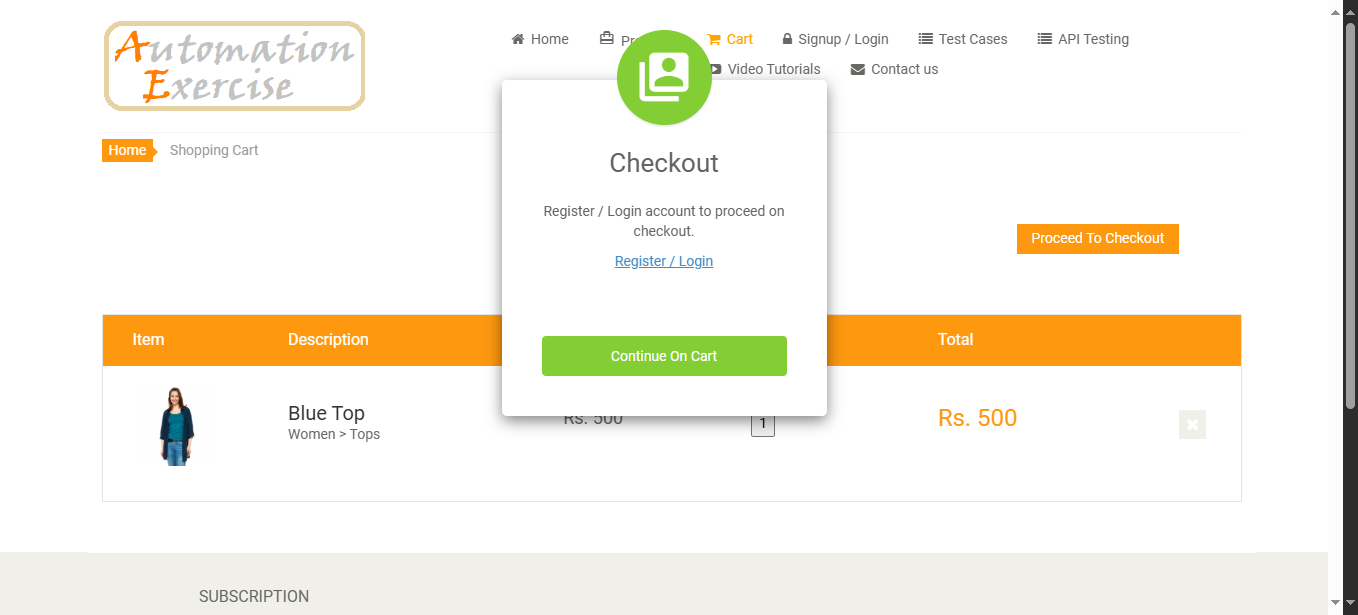 Automation
Exercise
Home
Cart
Signup / Login
Test Cases
API Testing
Video Tutorials
Contact us
Home
Shopping Cart
Checkout
Register / Login account to proceed on
checkout.
Register / Login
Continue On Cart
Proceed To Checkout
Item
Description
Total
Blue Top
Women > Tops
Rs. 500
1
Rs. 500
SUBSCRIPTION